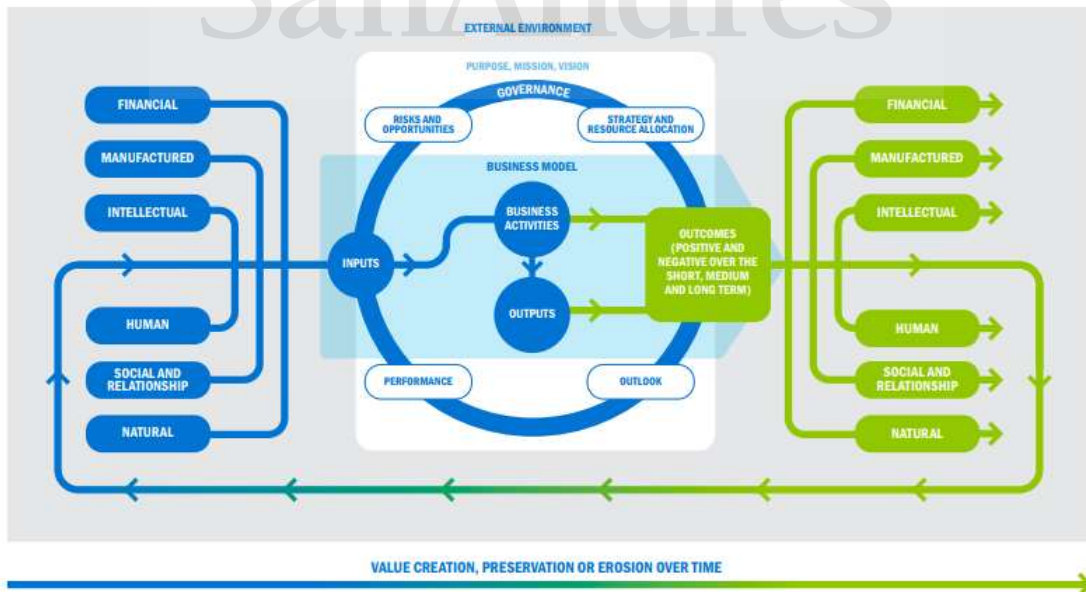 SanAndrés
EXTERNAL ENVIRONMENT
PURPOSE, MISSION, VISION
GOVERNANCE
FINANCIAL
MANUFACTURED
INTELLECTUAL
HUMAN
SOCIAL AND
RELATIONSHIP
NATURAL
RISKS AND
OPPORTUNITIES
STRATEGY AND
RESOURCE ALLOCATION
BUSINESS MODEL
INPUTS
BUSINESS
ACTIVITIES
OUTPUTS
OUTCOMES
(POSITIVE AND
NEGATIVE OVER THE
SHORT, MEDIUM
AND LONG TERM)
PERFORMANCE
OUTLOOK
FINANCIAL
MANUFACTURED
INTELLECTUAL
HUMAN
SOCIAL AND
RELATIONSHIP
NATURAL
VALUE CREATION, PRESERVATION OR EROSION OVER TIME